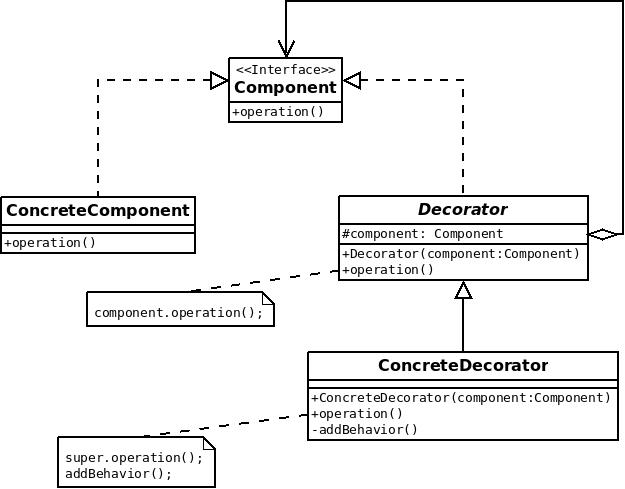 <<Interface>>
Component
+operation()
ConcreteComponent
+operation()
Decorator
#component: Component
+Decorator(component:Component)
+operation()
component.operation();
ConcreteDecorator
+ConcreteDecorator(component:Component)
+operation()
-addBehavior()
super.operation();
addBehavior();